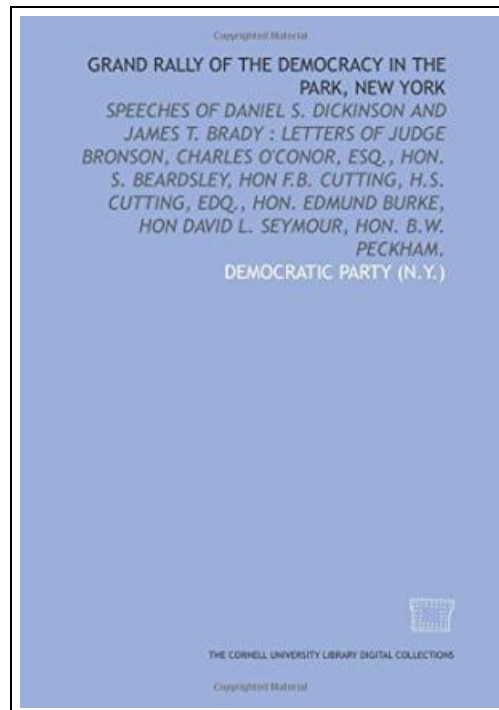 Copyrighted Material
GRAND RALLY OF THE DEMOCRACY IN THE
PARK, NEW YORK
SPEECHES OF DANIEL S. DICKINSON AND
JAMES T. BRADY : LETTERS OF JUDGE
BRONSON, CHARLES O'CONOR, ESQ., HON.
S. BEARDSLEY, HON F.B. CUTTING, H.S.
CUTTING, EDQ., HON. EDMUND BURKE,
HON DAVID L. SEYMOUR, HON. B.W.
PECKHAM.
DEMOCRATIC PARTY (N.Y.)
THE CORNELL UNIVERSITY LIBRARY DIGITAL COLLECTIONS
Copyrighted Material